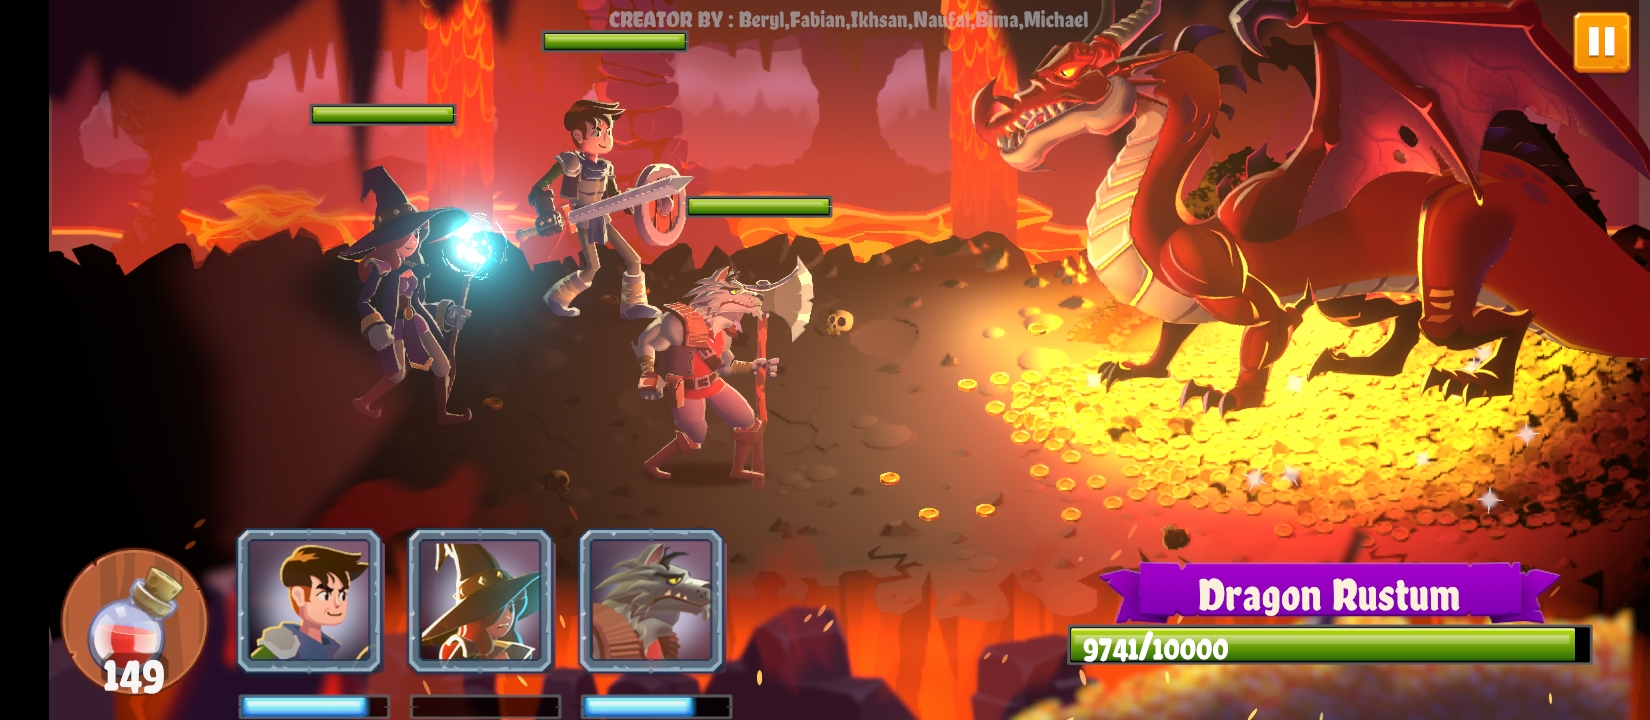 CREATOR BY : Beryl,Fabian,Ikhsan,Naufal,Bima,Michael
Dragon Rustum
9741/10000
149